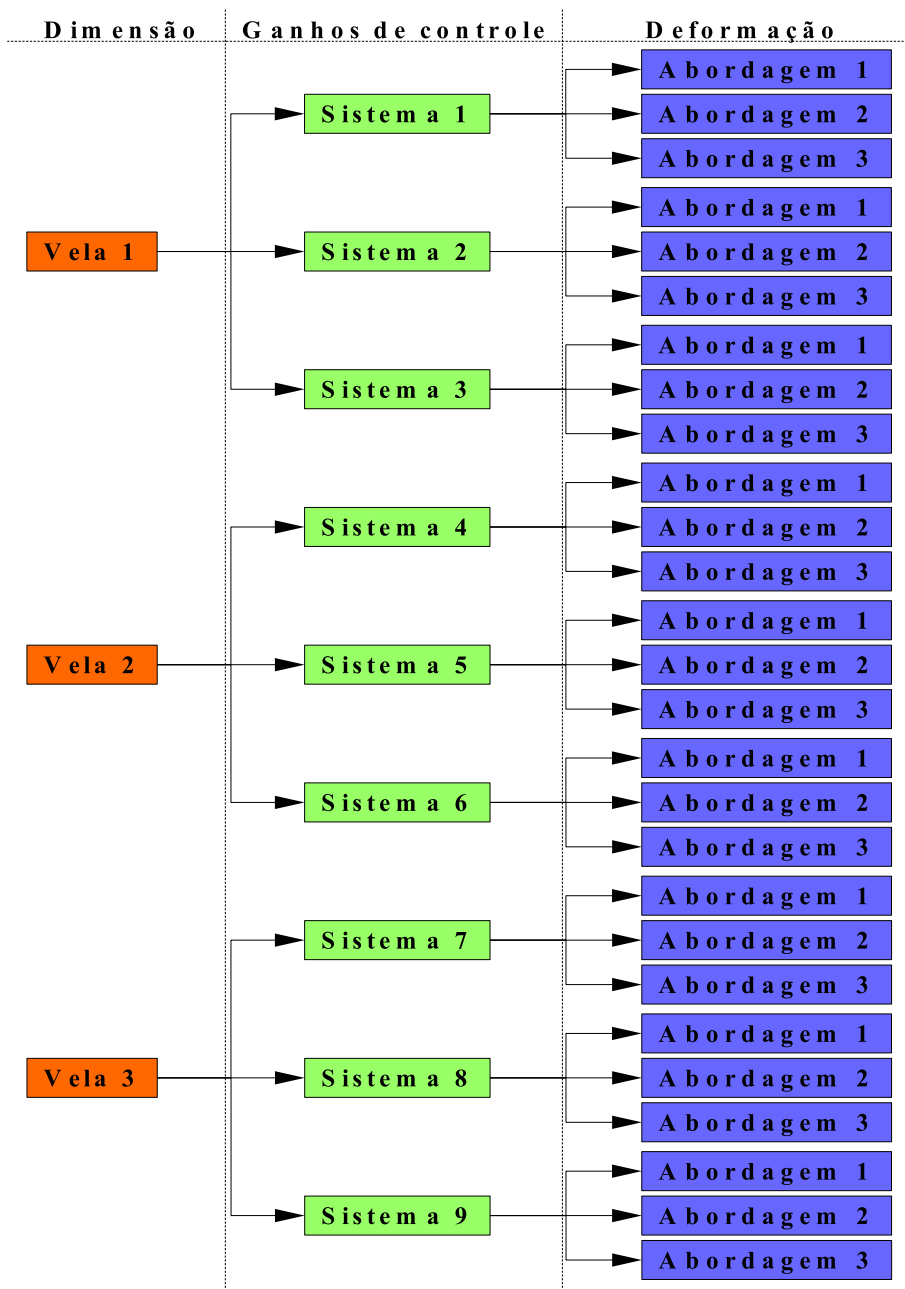 Dimensão Ganhos de controle Deformação
Abordagem 1
Sistema 1 Abordagem 2
Abordagem 3
Abordagem 1
Vela 1 Sistema 2 Abordagem 2
Abordagem 3
Abordagem 1
Sistema 3 Abordagem 2
Abordagem 3
Abordagem 1
Sistema 4 Abordagem 2
Abordagem 3
Abordagem 1
Vela 2 Sistema 5 Abordagem 2
Abordagem 3
Abordagem 1
Sistema 6 Abordagem 2
Abordagem 3
Abordagem 1
Sistema 7 Abordagem 2
Abordagem 3
Abordagem 1
Vela 3 Sistema 8 Abordagem 2
Abordagem 3
Abordagem 1
Sistema 9 Abordagem 2
Abordagem 3